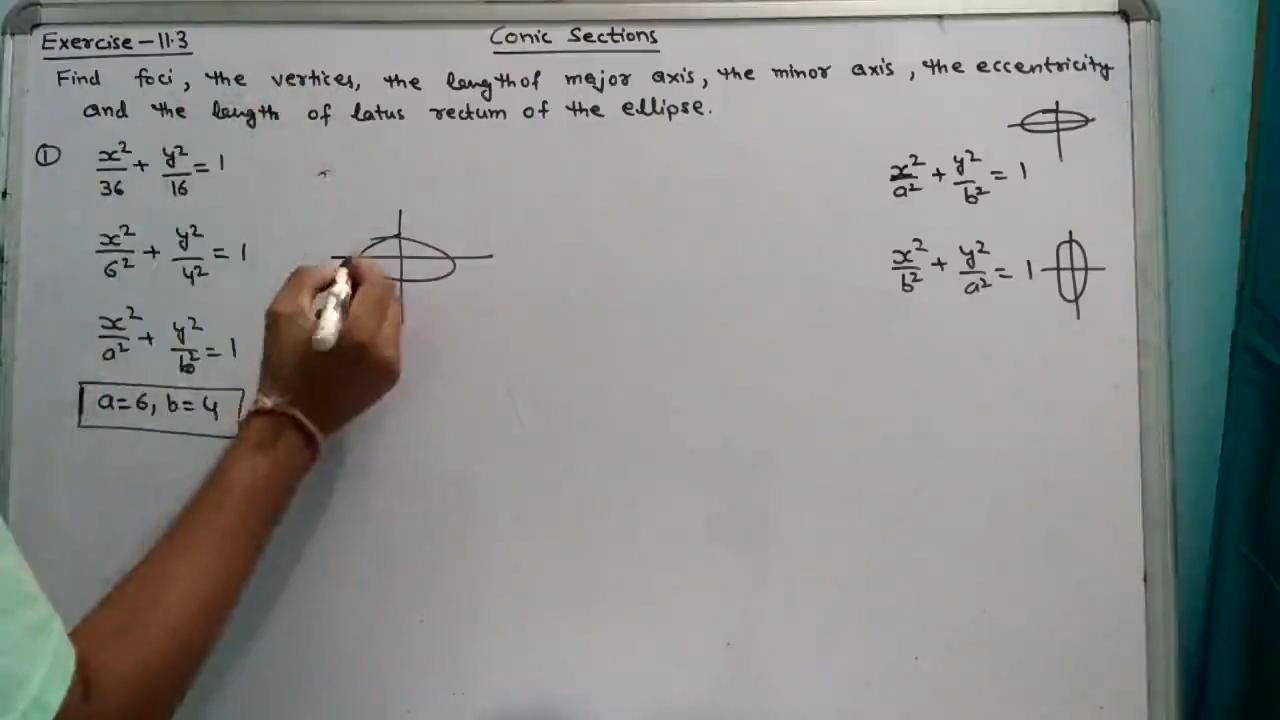 Exercise-11.3
Conic Sections
Find foci, the vertices, the length of major axis, the minor axis, the eccentricity
and the length of latus rectum of the ellipse.
① x²/36 + y²/16 = 1
x²/6² + y²/4² = 1
x²/a² + y²/b² = 1
a=6, b=4
x²/a² + y²/b² = 1
x²/b² + y²/a² = 1